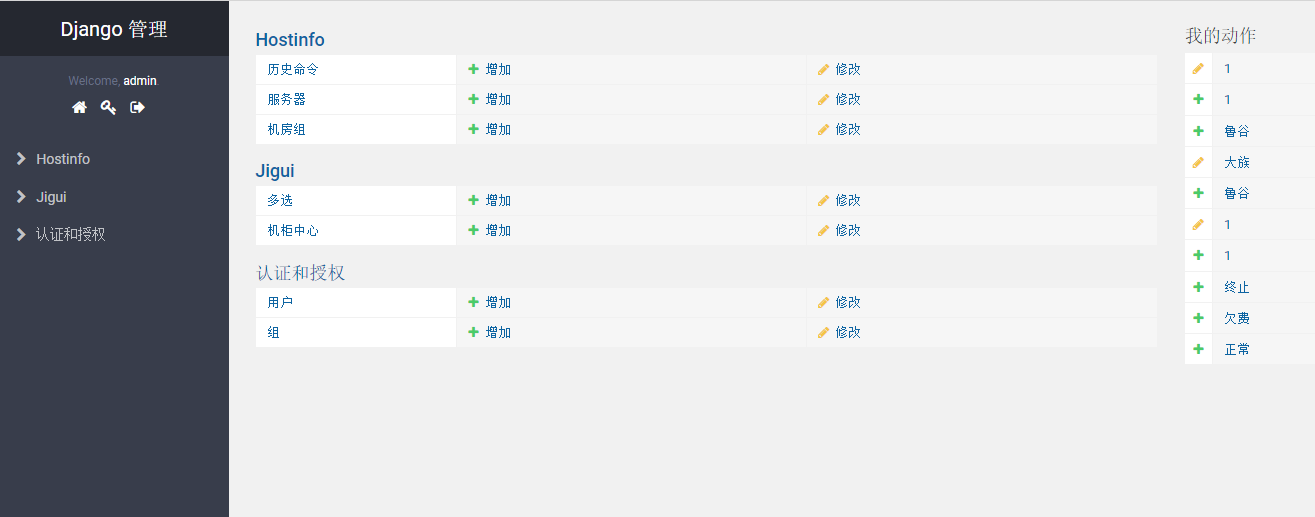 Django 管理
Welcome, admin.
Hostinfo
Jigui
认证和授权
Hostinfo
历史命令 增加 修改
服务器 增加 修改
机房组 增加 修改
Jigui
多选 增加 修改
机柜中心 增加 修改
认证和授权
用户 增加 修改
组 增加 修改
我的动作
1
1
鲁谷
大族
鲁谷
1
1
终止
欠费
正常